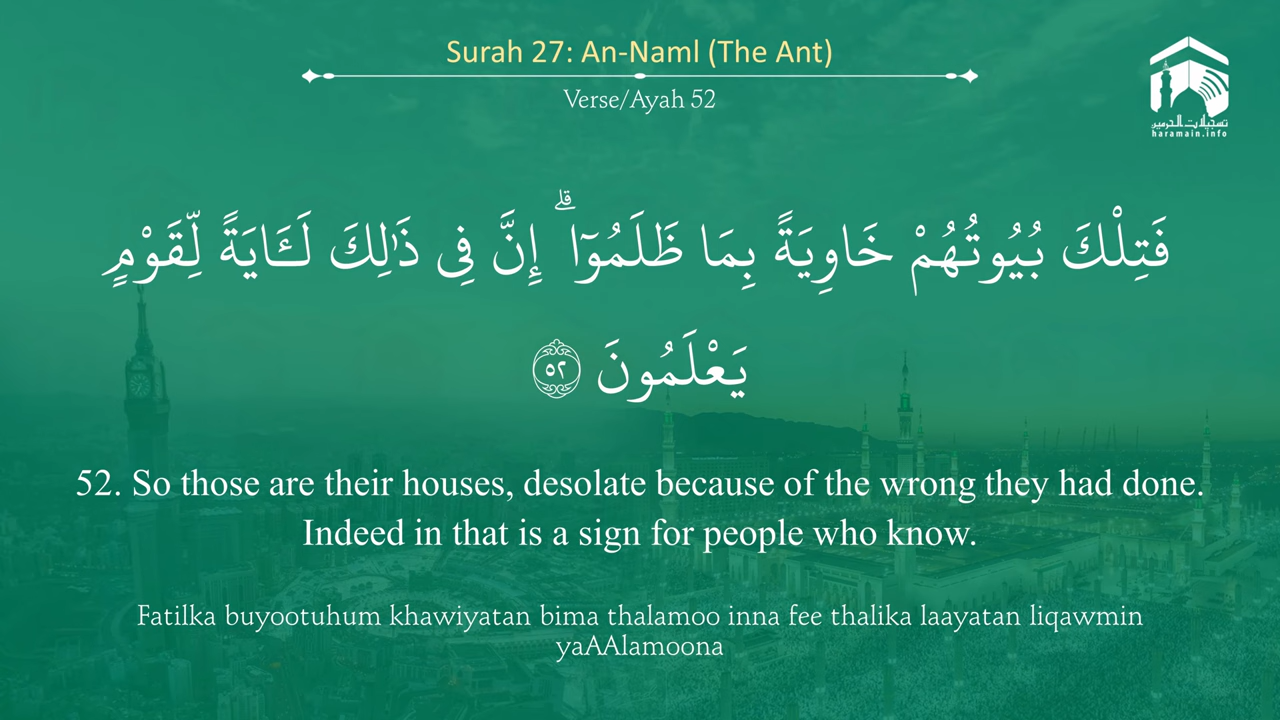 Surah 27: An-Naml (The Ant)
Verse/Ayah 52
تسجيلات الحرمين
haramain.info
فَتِلْكَ بُيُوتُهُمْ خَاوِيَةًۢ بِمَا ظَلَمُوٓا۟ ۗ إِنَّ فِى ذَٰلِكَ لَـَٔايَةً لِّقَوْمٍ
يَعْلَمُونَ ٥٢
52. So those are their houses, desolate because of the wrong they had done.
Indeed in that is a sign for people who know.
Fatilka buyootuhum khawiyatan bima thalamoo inna fee thalika laayatan liqawmin
yaAAlamoona